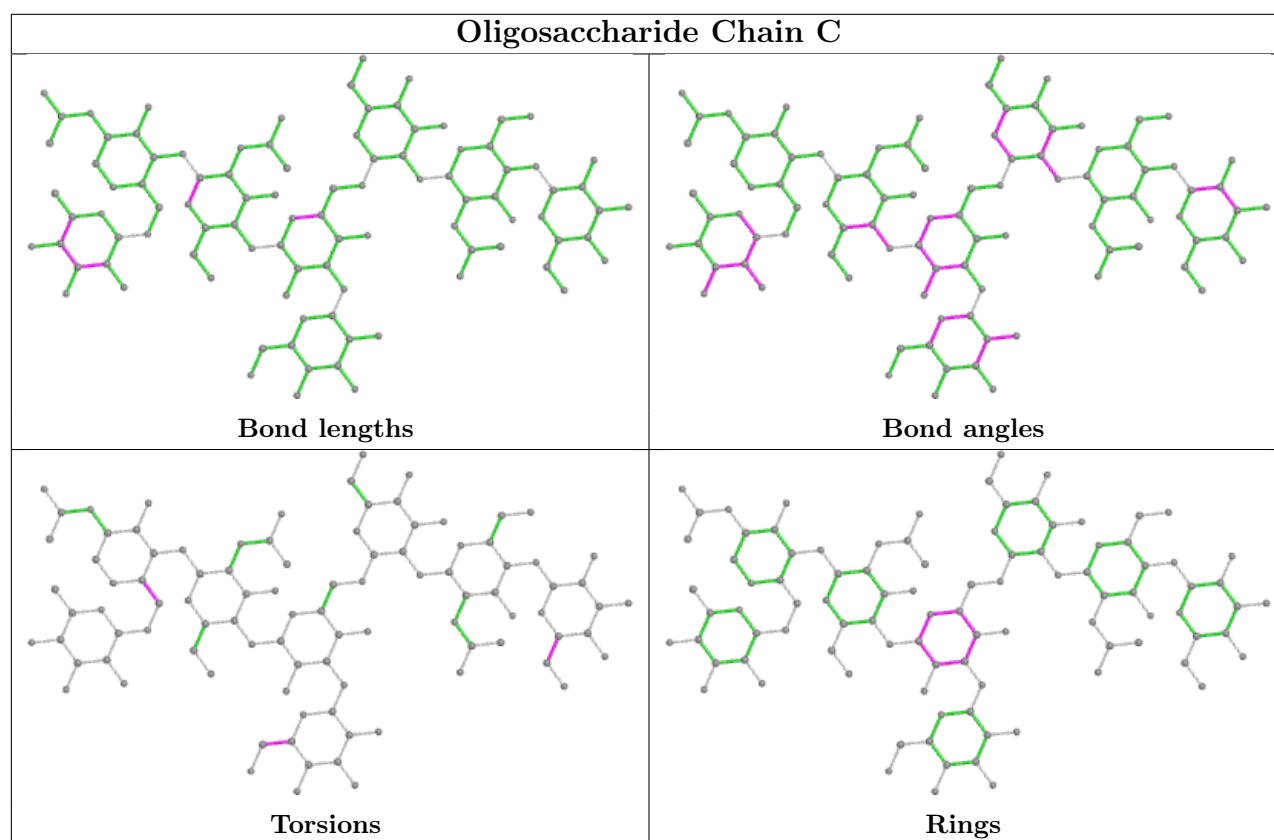 Oligosaccharide Chain C
Bond lengths
Bond angles
Torsions
Rings